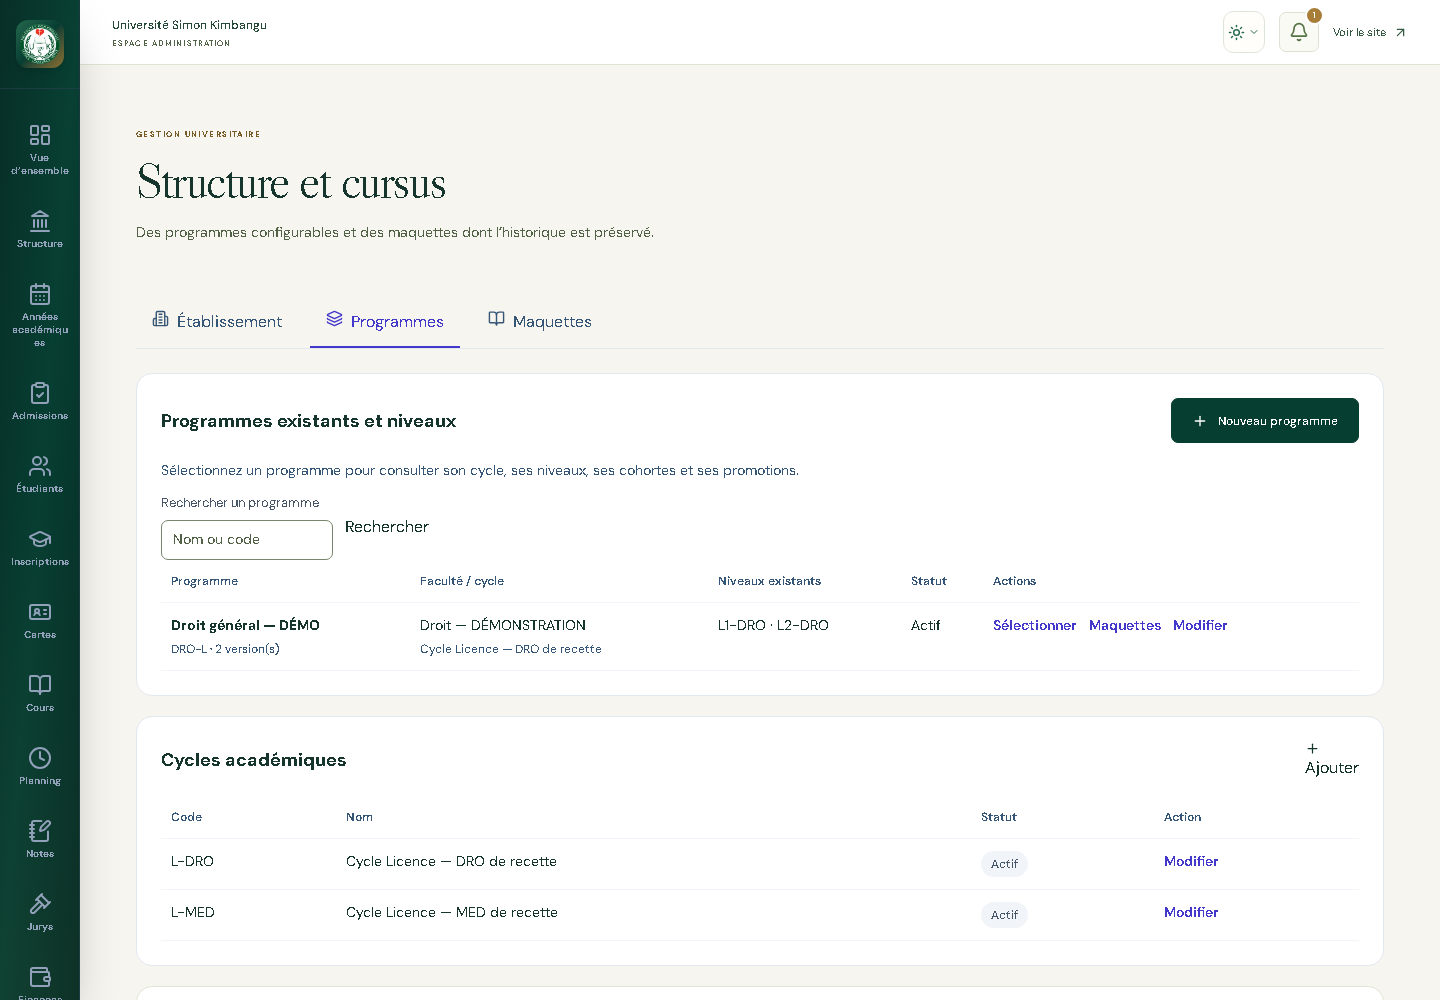 Université Simon Kimbangu
ESPACE ADMINISTRATION
1
Voir le site
Vue
d'ensemble
Structure
Années
académiqu
es
Admissions
Étudiants
Inscriptions
Cartes
Cours
Planning
Notes
Jurys
Finances
GESTION UNIVERSITAIRE
Structure et cursus
Des programmes configurables et des maquettes dont l'historique est préservé.
Établissement
Programmes
Maquettes
Programmes existants et niveaux
Nouveau programme
Sélectionnez un programme pour consulter son cycle, ses niveaux, ses cohortes et ses promotions.
Rechercher un programme
Nom ou code
Rechercher
Programme Faculté / cycle Niveaux existants Statut Actions
Droit général — DÉMO Droit — DÉMONSTRATION L1-DRO · L2-DRO Actif Sélectionner Maquettes Modifier
DRO-L · 2 version(s) Cycle Licence — DRO de recette
Cycles académiques
+
Ajouter
Code Nom Statut Action
L-DRO Cycle Licence — DRO de recette Actif Modifier
L-MED Cycle Licence — MED de recette Actif Modifier